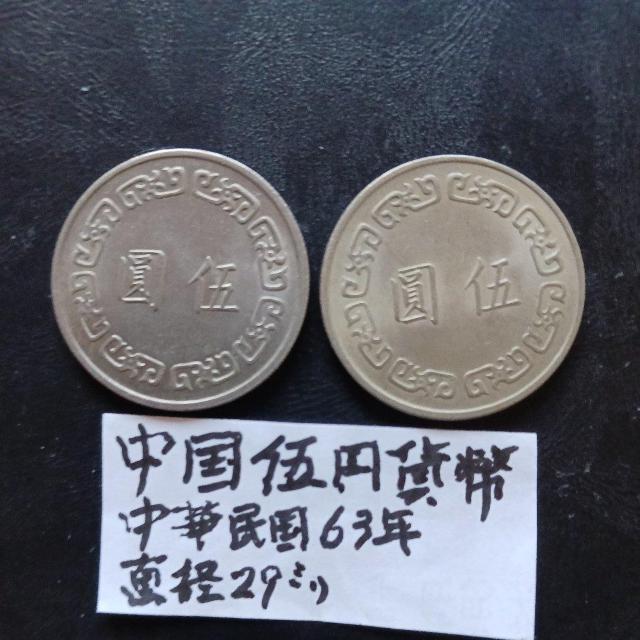 圓 伍
圓 伍
中国伍円貨幣
中華民国63年
直径29ミリ